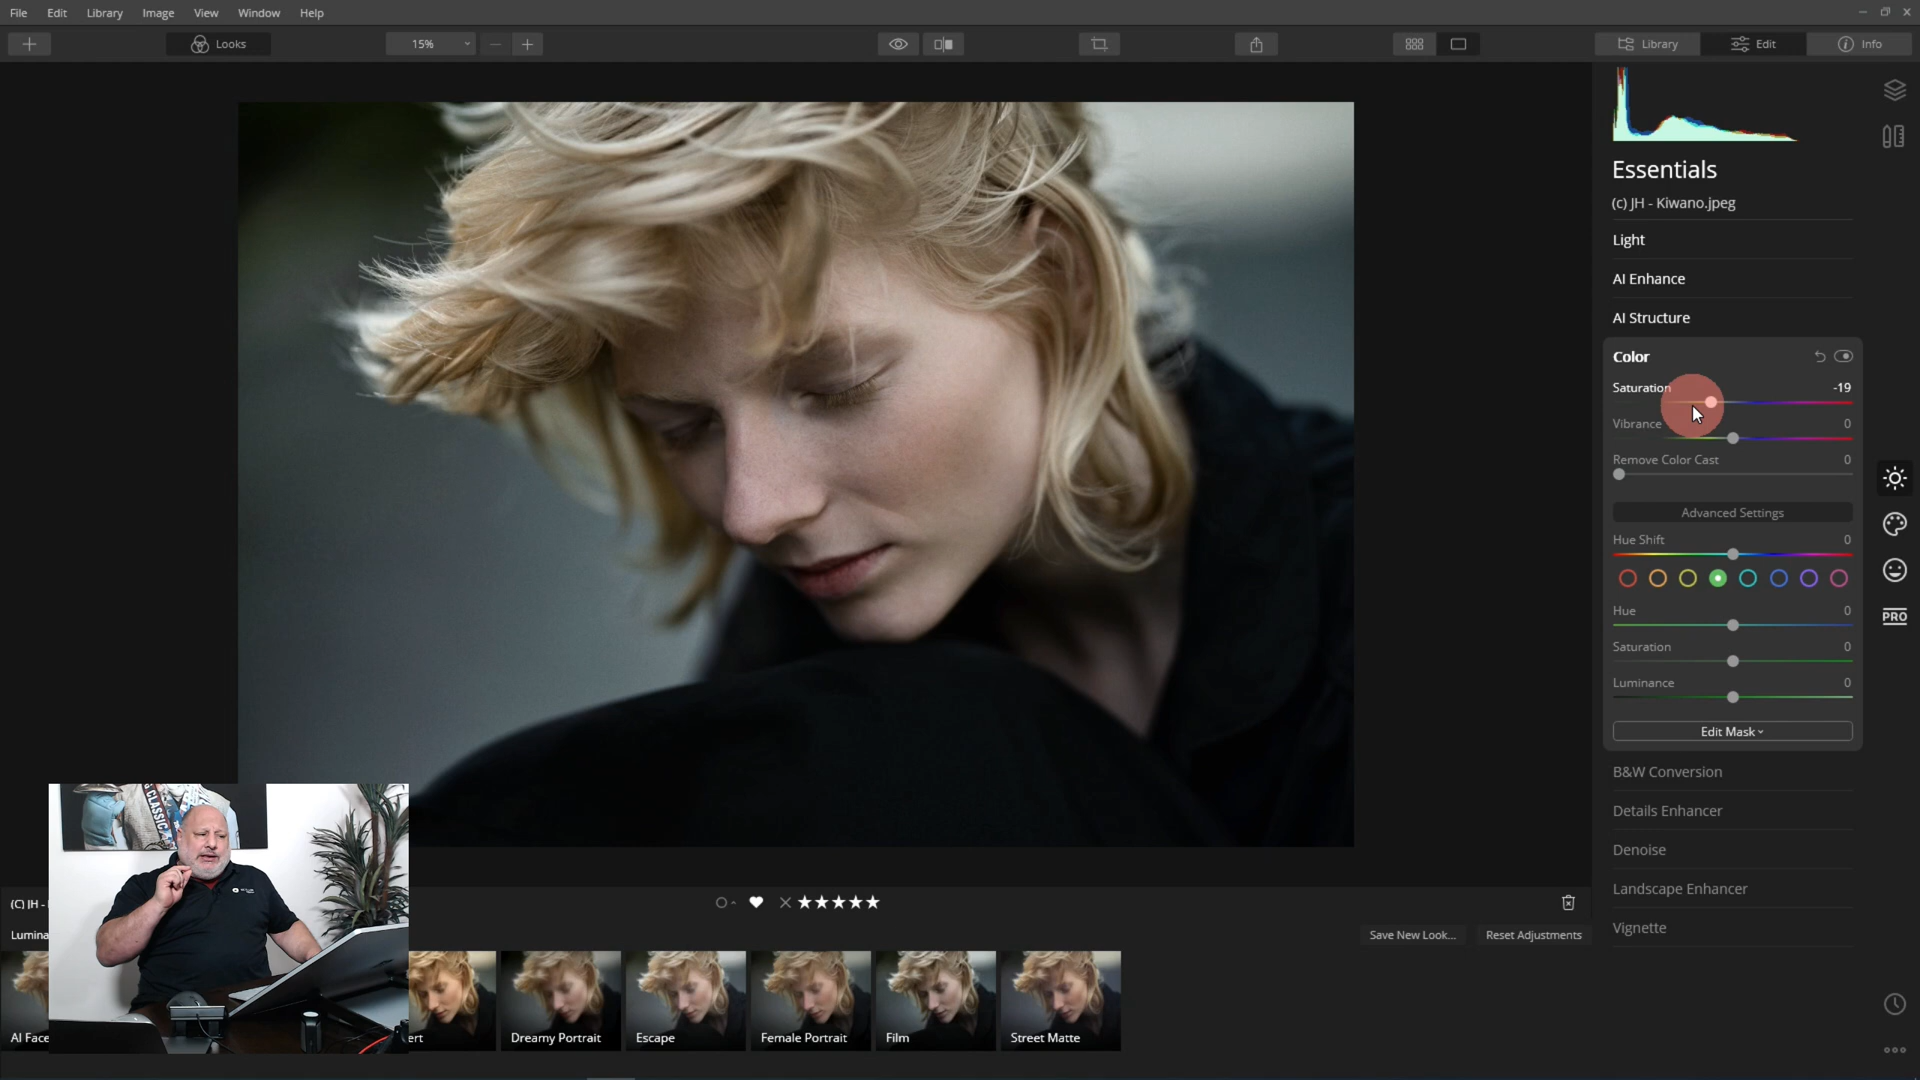 File Edit Library Image View Window Help
Looks 15% Library Edit Info
Essentials
(c) JH - Kiwano.jpeg
Light
AI Enhance
AI Structure
Color
Saturation -19
Vibrance 0
Remove Color Cast 0
Advanced Settings
Hue Shift 0
Hue 0
Saturation 0
Luminance 0
Edit Mask
B&W Conversion
Details Enhancer
Denoise
Landscape Enhancer
Vignette
PRO
CLASSIC
(C) JH -
Lumina
Save New Look... Reset Adjustments
AI Face
ert
Dreamy Portrait
Escape
Female Portrait
Film
Street Matte